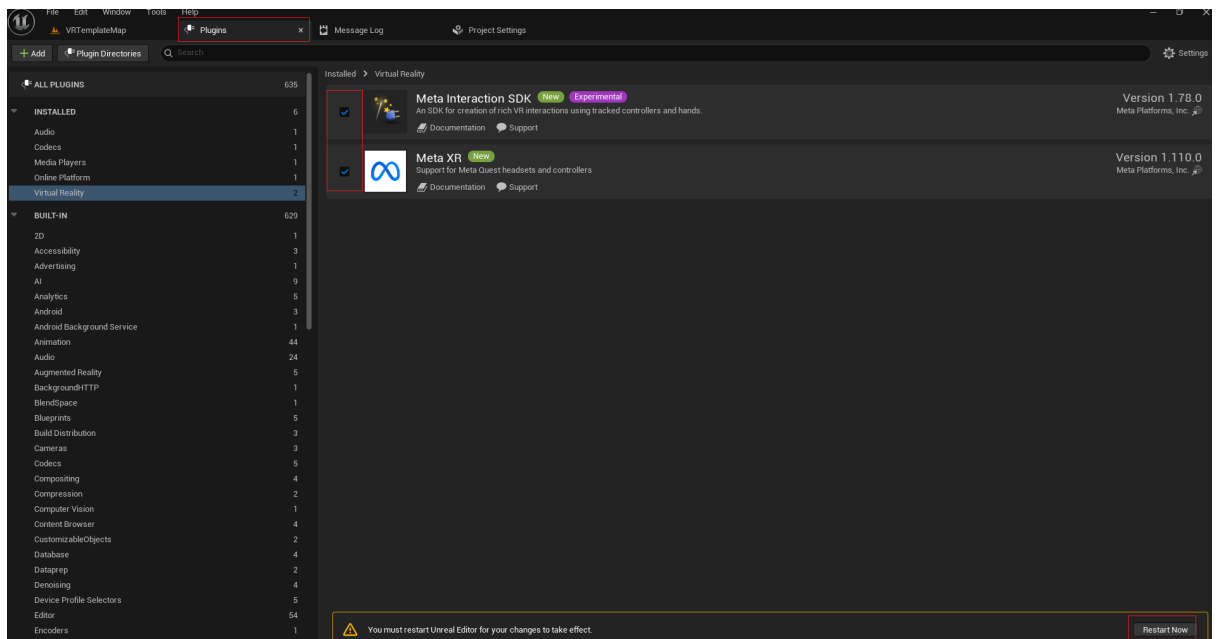 File Edit Window Tools Help
VRTemplateMap
Plugins
Message Log
Project Settings
+ Add
Plugin Directories
Search
Settings
ALL PLUGINS 635
INSTALLED 6
Audio 1
Codecs 1
Media Players 1
Online Platform 1
Virtual Reality 2
BUILT-IN 629
2D 1
Accessibility 3
Advertising 1
AI 9
Analytics 5
Android 3
Android Background Service 1
Animation 44
Audio 24
Augmented Reality 5
BackgroundHTTP 1
BlendSpace 1
Blueprints 5
Build Distribution 3
Cameras 3
Codecs 5
Compositing 4
Compression 2
Computer Vision 1
Content Browser 4
CustomizableObjects 2
Database 4
Dataprep 2
Denoising 4
Device Profile Selectors 5
Editor 54
Encoders 1
Installed > Virtual Reality
Meta Interaction SDK New Experimental
Version 1.78.0
An SDK for creation of rich VR interactions using tracked controllers and hands.
Meta Platforms, Inc.
Documentation Support
Meta XR New
Version 1.110.0
Support for Meta Quest headsets and controllers
Meta Platforms, Inc.
Documentation Support
You must restart Unreal Editor for your changes to take effect.
Restart Now